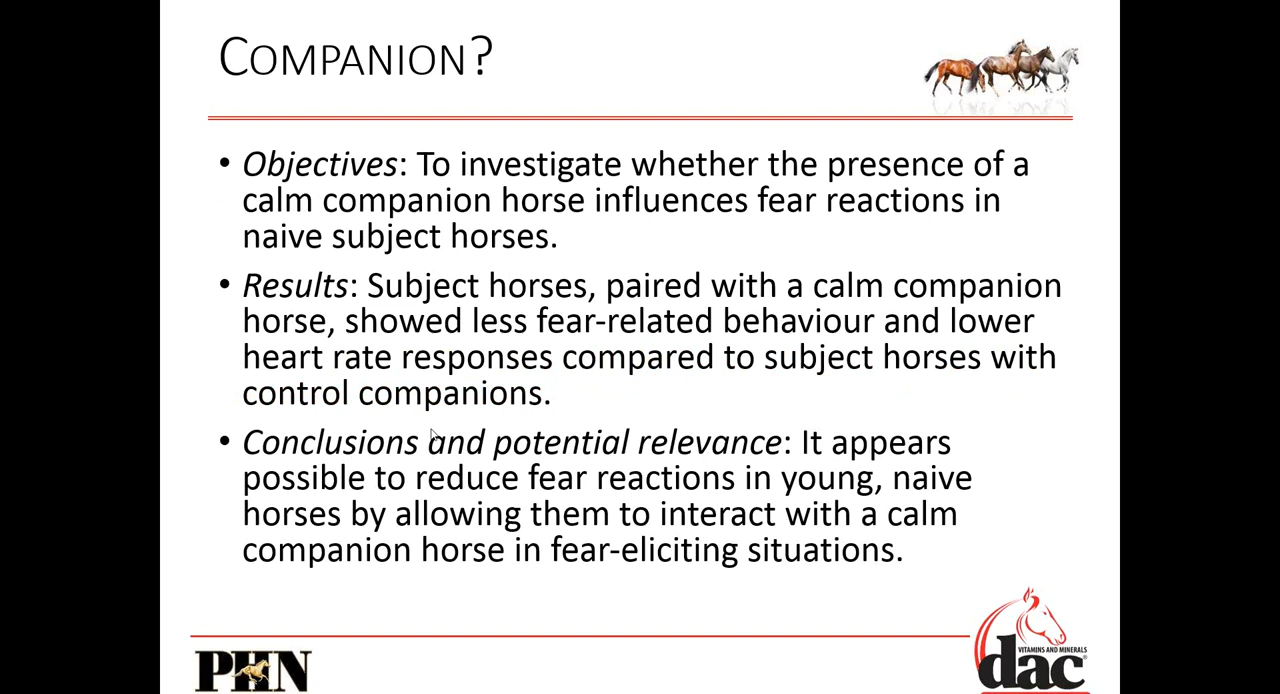 COMPANION?
• Objectives: To investigate whether the presence of a
calm companion horse influences fear reactions in
naive subject horses.
• Results: Subject horses, paired with a calm companion
horse, showed less fear-related behaviour and lower
heart rate responses compared to subject horses with
control companions.
• Conclusions and potential relevance: It appears
possible to reduce fear reactions in young, naive
horses by allowing them to interact with a calm
companion horse in fear-eliciting situations.
PHN
VITAMINS AND MINERALS
dac®